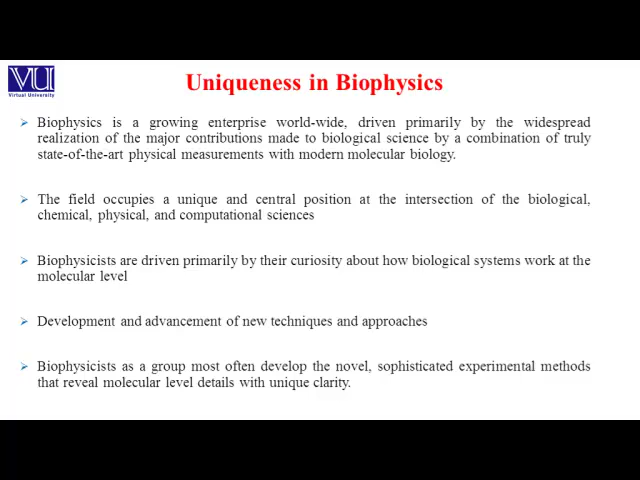 VU
Virtual University
Uniqueness in Biophysics
Biophysics is a growing enterprise world-wide, driven primarily by the widespread
realization of the major contributions made to biological science by a combination of truly
state-of-the-art physical measurements with modern molecular biology.
The field occupies a unique and central position at the intersection of the biological,
chemical, physical, and computational sciences
Biophysicists are driven primarily by their curiosity about how biological systems work at the
molecular level
Development and advancement of new techniques and approaches
Biophysicists as a group most often develop the novel, sophisticated experimental methods
that reveal molecular level details with unique clarity.